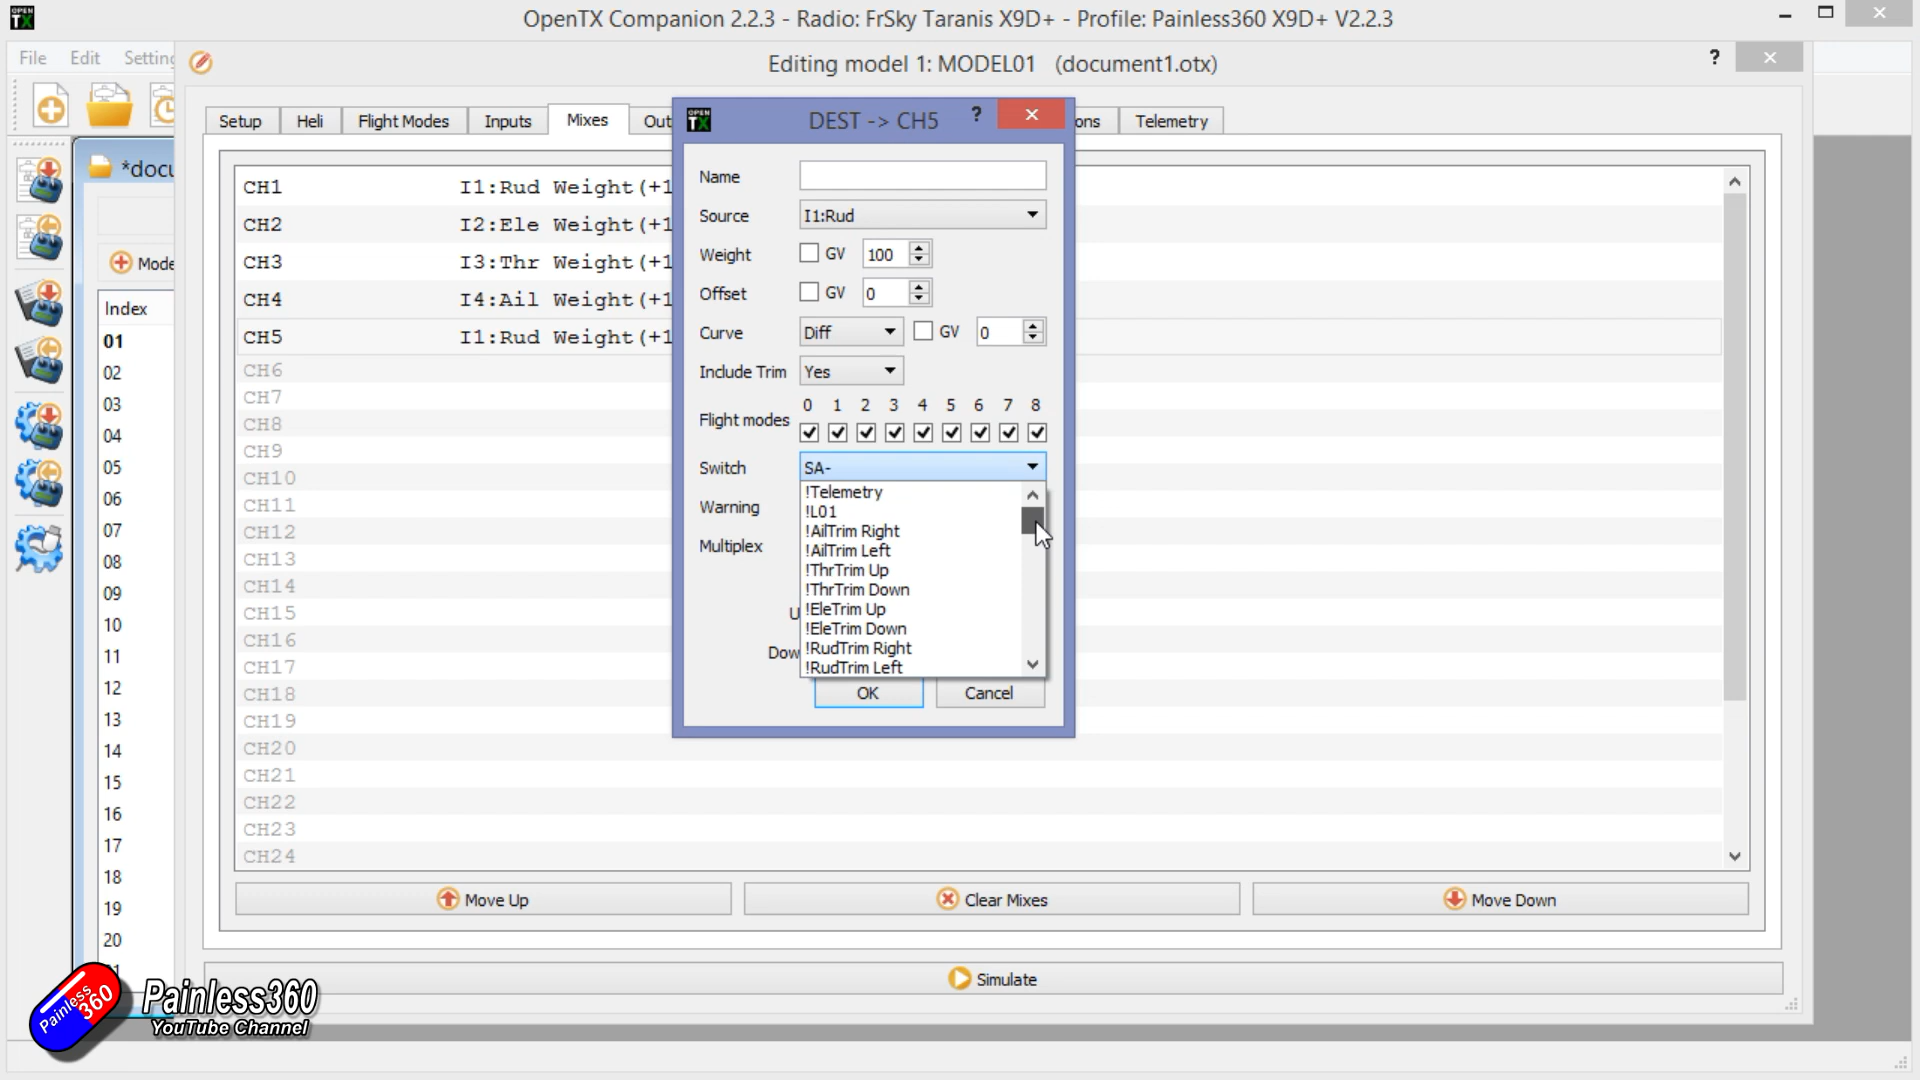 OPEN TX
OpenTX Companion 2.2.3 - Radio: FrSky Taranis X9D+ - Profile: Painless360 X9D+ V2.2.3
File Edit Setting
Editing model 1: MODEL01 (document1.otx) ?
Setup Heli Flight Modes Inputs Mixes Out ons Telemetry
OPEN TX DEST -> CH5 ?
*docu
Mode
Index
01
02
03
04
05
06
07
08
09
10
11
12
13
14
15
16
17
18
19
20
CH1 I1:Rud Weight(+1
CH2 I2:Ele Weight(+1
CH3 I3:Thr Weight(+1
CH4 I4:Ail Weight(+1
CH5 I1:Rud Weight(+1
CH6
CH7
CH8
CH9
CH10
CH11
CH12
CH13
CH14
CH15
CH16
CH17
CH18
CH19
CH20
CH21
CH22
CH23
CH24
Name
Source I1:Rud
Weight GV 100
Offset GV 0
Curve Diff GV 0
Include Trim Yes
0 1 2 3 4 5 6 7 8
Flight modes
Switch SA-
!Telemetry
!L01
!AilTrim Right
!AilTrim Left
!ThrTrim Up
!ThrTrim Down
!EleTrim Up
!EleTrim Down
!RudTrim Right
!RudTrim Left
Warning
Multiplex
U
Dow
OK Cancel
Move Up Clear Mixes Move Down
Simulate
Painless 360
Painless360
YouTube Channel